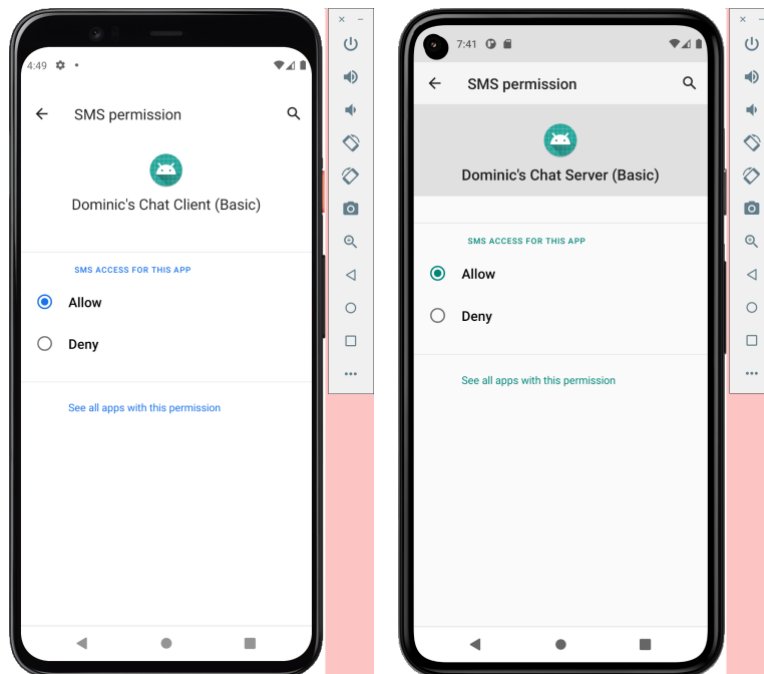 4:49
SMS permission
Dominic's Chat Client (Basic)
SMS ACCESS FOR THIS APP
Allow
Deny
See all apps with this permission
7:41
SMS permission
Dominic's Chat Server (Basic)
SMS ACCESS FOR THIS APP
Allow
Deny
See all apps with this permission